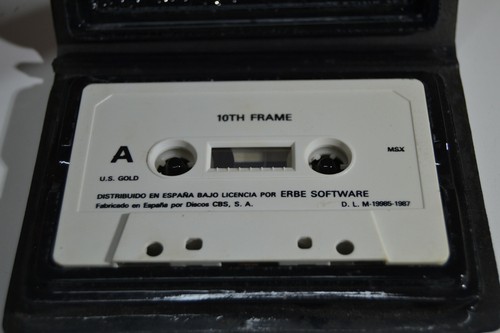 10TH FRAME
A
MSX
U.S. GOLD
DISTRIBUIDO EN ESPAÑA BAJO LICENCIA POR ERBE SOFTWARE
Fabricado en España por Discos CBS, S. A. D. L. M-19985-1987